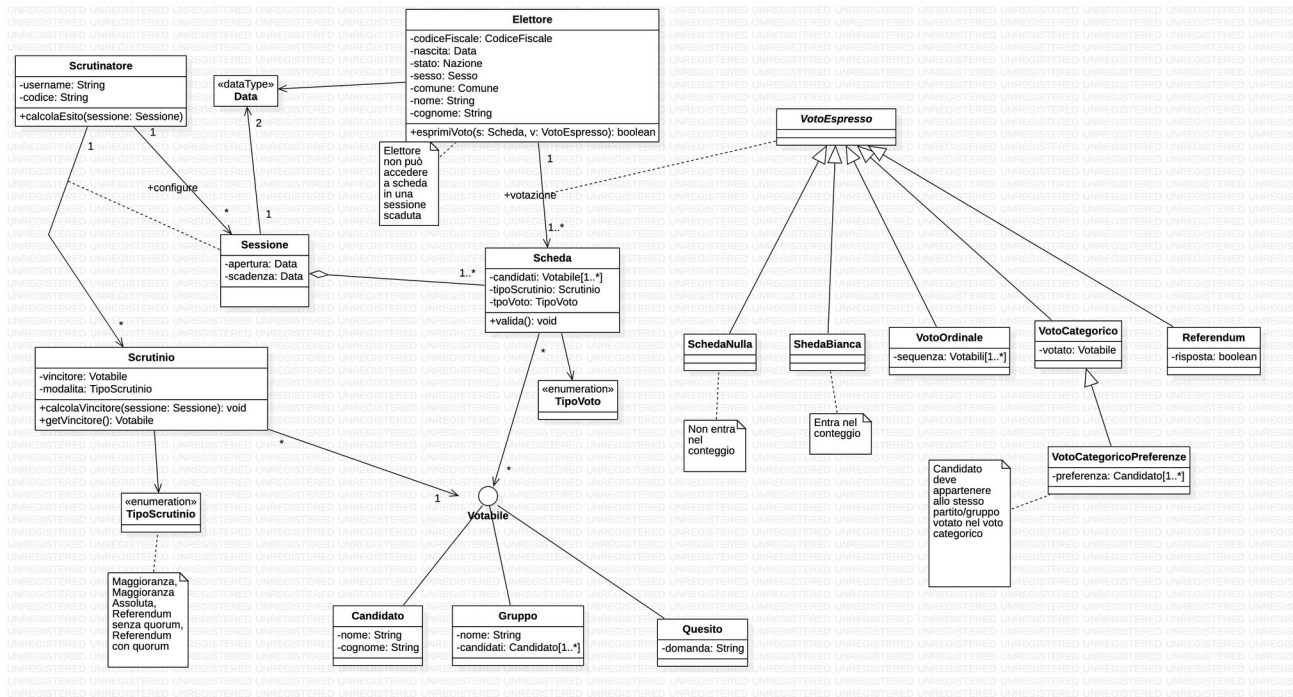 Elettore
-codiceFiscale: CodiceFiscale
-nascita: Data
-stato: Nazione
-sesso: Sesso
-comune: Comune
-nome: String
-cognome: String
+esprimiVoto(s: Scheda, v: VotoEspresso): boolean
Scrutinatore
-username: String
-codice: String
+calcolaEsito(sessione: Sessione)
«dataType»
Data
2
1
1
+configure
*
1
Elettore
non può
accedere
a scheda
in una
sessione
scaduta
1
+votazione
1..*
VotoEspresso
Sessione
-apertura: Data
-scadenza: Data
1..*
Scheda
-candidati: Votabile[1..*]
-tipoScrutinio: Scrutinio
-tpoVoto: TipoVoto
+valida(): void
*
*
«enumeration»
TipoVoto
SchedaNulla
ShedaBianca
VotoOrdinale
-sequenza: Votabili[1..*]
VotoCategorico
-votato: Votabile
Referendum
-risposta: boolean
*
Scrutinio
-vincitore: Votabile
-modalita: TipoScrutinio
+calcolaVincitore(sessione: Sessione): void
+getVincitore(): Votabile
*
1
Non entra
nel
conteggio
Entra nel
conteggio
VotoCategoricoPreferenze
-preferenza: Candidato[1..*]
Candidato
deve
appartenere
allo stesso
partito/gruppo
votato nel voto
categorico
Votabile
«enumeration»
TipoScrutinio
Maggioranza,
Maggioranza
Assoluta,
Referendum
senza quorum,
Referendum
con quorum
Candidato
-nome: String
-cognome: String
Gruppo
-nome: String
-candidati: Candidato[1..*]
Quesito
-domanda: String
UNREGISTERED